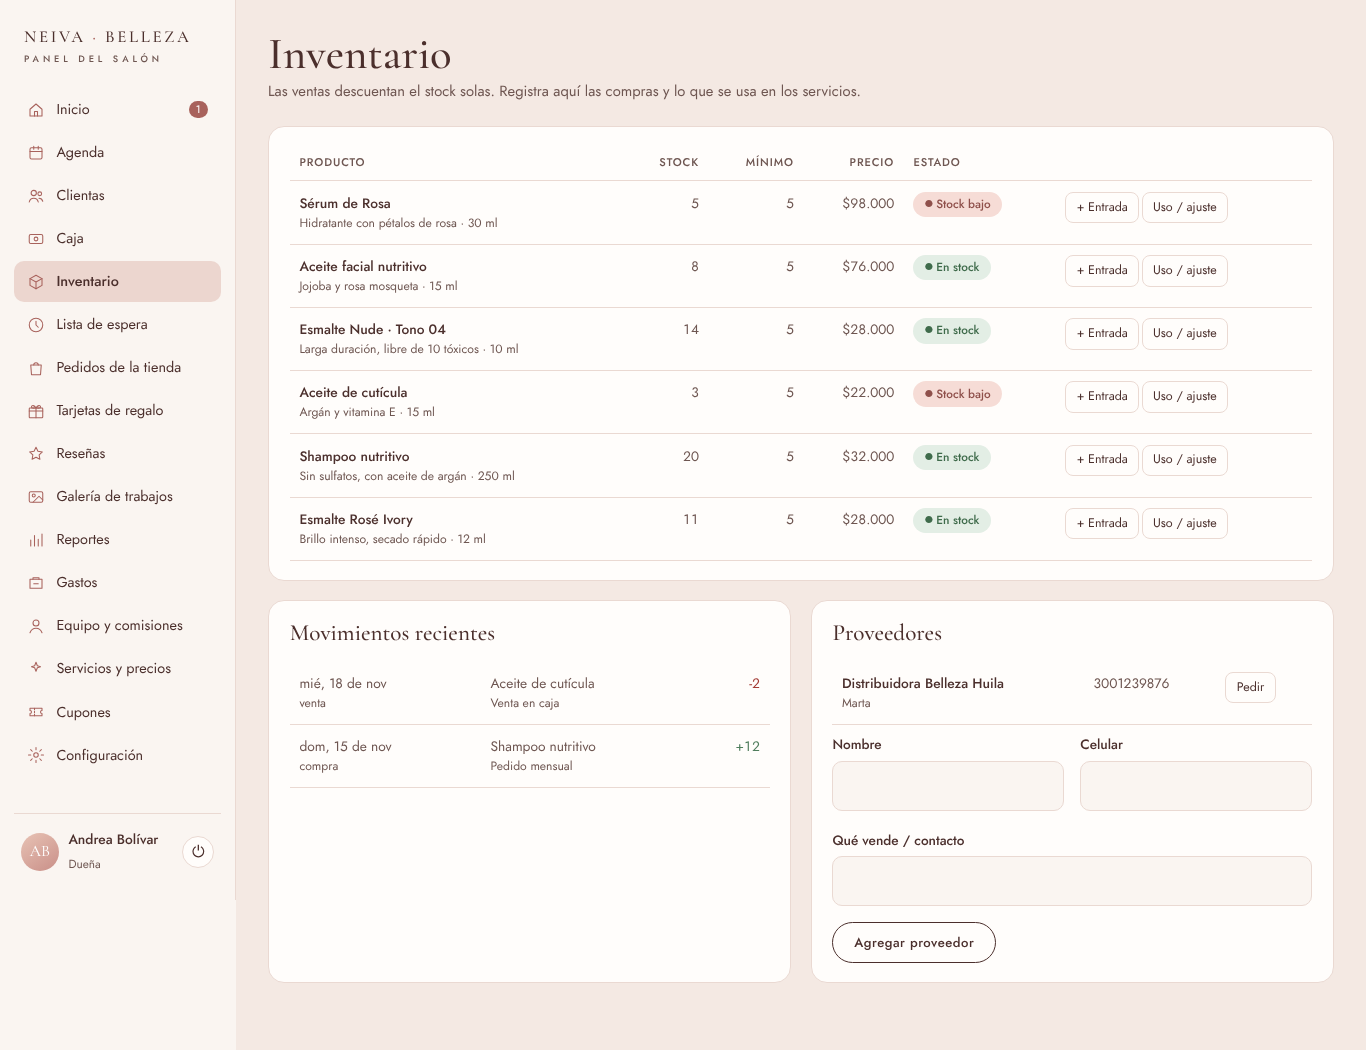 NEIVA · BELLEZA
PANEL DEL SALÓN
Inicio 1
Agenda
Clientas
Caja
Inventario
Lista de espera
Pedidos de la tienda
Tarjetas de regalo
Reseñas
Galería de trabajos
Reportes
Gastos
Equipo y comisiones
Servicios y precios
Cupones
Configuración
AB
Andrea Bolívar
Dueña
Inventario
Las ventas descuentan el stock solas. Registra aquí las compras y lo que se usa en los servicios.
PRODUCTO STOCK MÍNIMO PRECIO ESTADO
Sérum de Rosa 5 5 $98.000 Stock bajo + Entrada Uso / ajuste
Hidratante con pétalos de rosa · 30 ml
Aceite facial nutritivo 8 5 $76.000 En stock + Entrada Uso / ajuste
Jojoba y rosa mosqueta · 15 ml
Esmalte Nude · Tono 04 14 5 $28.000 En stock + Entrada Uso / ajuste
Larga duración, libre de 10 tóxicos · 10 ml
Aceite de cutícula 3 5 $22.000 Stock bajo + Entrada Uso / ajuste
Argán y vitamina E · 15 ml
Shampoo nutritivo 20 5 $32.000 En stock + Entrada Uso / ajuste
Sin sulfatos, con aceite de argán · 250 ml
Esmalte Rosé Ivory 11 5 $28.000 En stock + Entrada Uso / ajuste
Brillo intenso, secado rápido · 12 ml
Movimientos recientes
mié, 18 de nov Aceite de cutícula -2
venta Venta en caja
dom, 15 de nov Shampoo nutritivo +12
compra Pedido mensual
Proveedores
Distribuidora Belleza Huila 3001239876 Pedir
Marta
Nombre Celular
Qué vende / contacto
Agregar proveedor